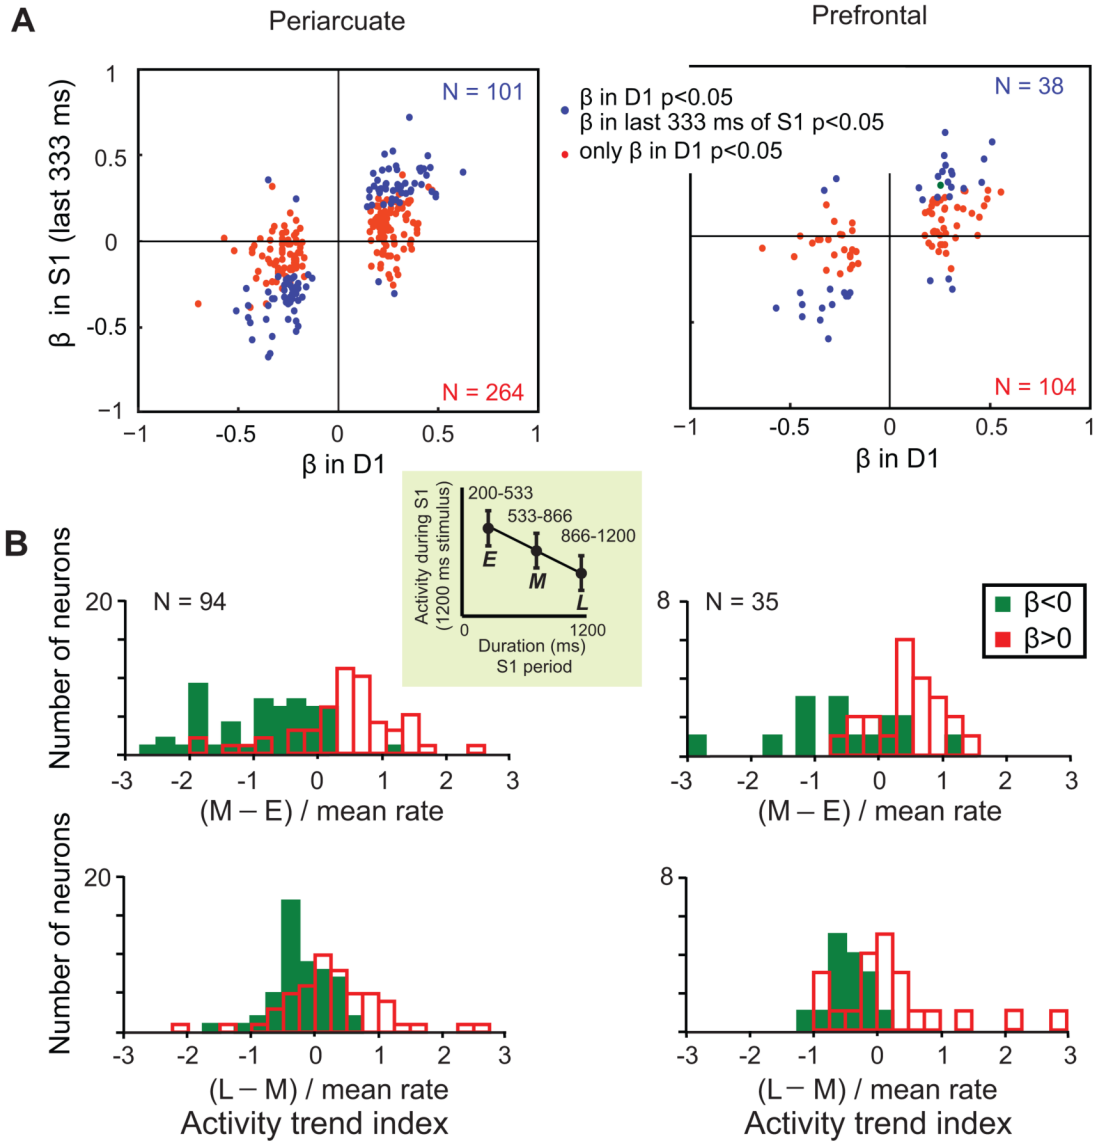 A
Periarcuate
Prefrontal
β in S1 (last 333 ms)
1
0.5
0
-0.5
−1
N = 101
N = 264
−1
-0.5
0
0.5
1
β in D1
β in D1 p<0.05
β in last 333 ms of S1 p<0.05
only β in D1 p<0.05
N = 38
N = 104
−1
-0.5
0
0.5
1
β in D1
B
Activity during S1
(1200 ms stimulus)
200-533
533-866
866-1200
E
M
L
0
1200
Duration (ms)
S1 period
Number of neurons
20
N = 94
-3
-2
-1
0
1
2
3
(M − E) / mean rate
8
N = 35
β<0
β>0
-3
-2
-1
0
1
2
3
(M − E) / mean rate
Number of neurons
20
-3
-2
-1
0
1
2
3
(L − M) / mean rate
Activity trend index
8
-3
-2
-1
0
1
2
3
(L − M) / mean rate
Activity trend index